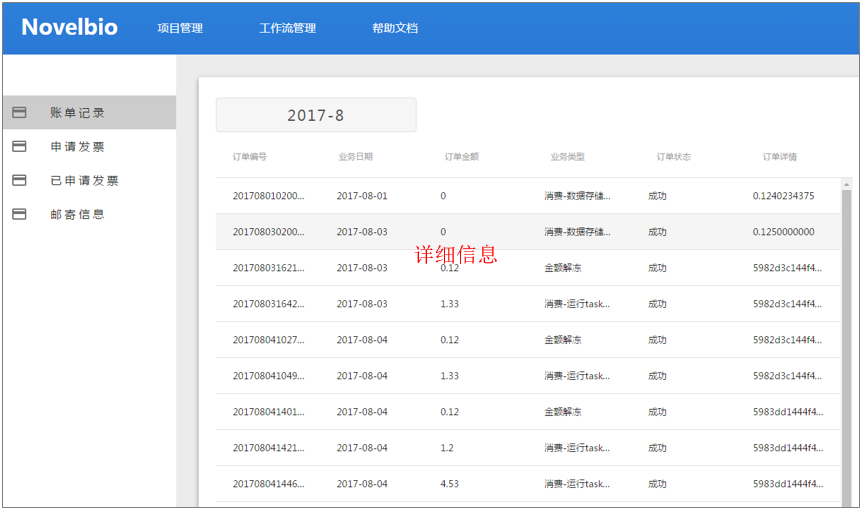 Novelbio 项目管理 工作流管理 帮助文档
账单记录
申请发票
已申请发票
邮寄信息
2017-8
订单编号 业务日期 订单金额 业务类型 订单状态 订单详情
201708010200... 2017-08-01 0 消费-数据存储... 成功 0.1240234375
201708030200... 2017-08-03 0 消费-数据存储... 成功 0.1250000000
详细信息
201708031621... 2017-08-03 0.12 金额解冻 成功 5982d3c144f4...
201708031642... 2017-08-03 1.33 消费-运行task... 成功 5982d3c144f4...
201708041027... 2017-08-04 0.12 金额解冻 成功 5982d3c144f4...
201708041049... 2017-08-04 1.33 消费-运行task... 成功 5982d3c144f4...
201708041401... 2017-08-04 0.12 金额解冻 成功 5983dd1444f4...
201708041421... 2017-08-04 1.2 消费-运行task... 成功 5983dd1444f4...
201708041446... 2017-08-04 4.53 消费-运行task... 成功 5983dd1444f4...